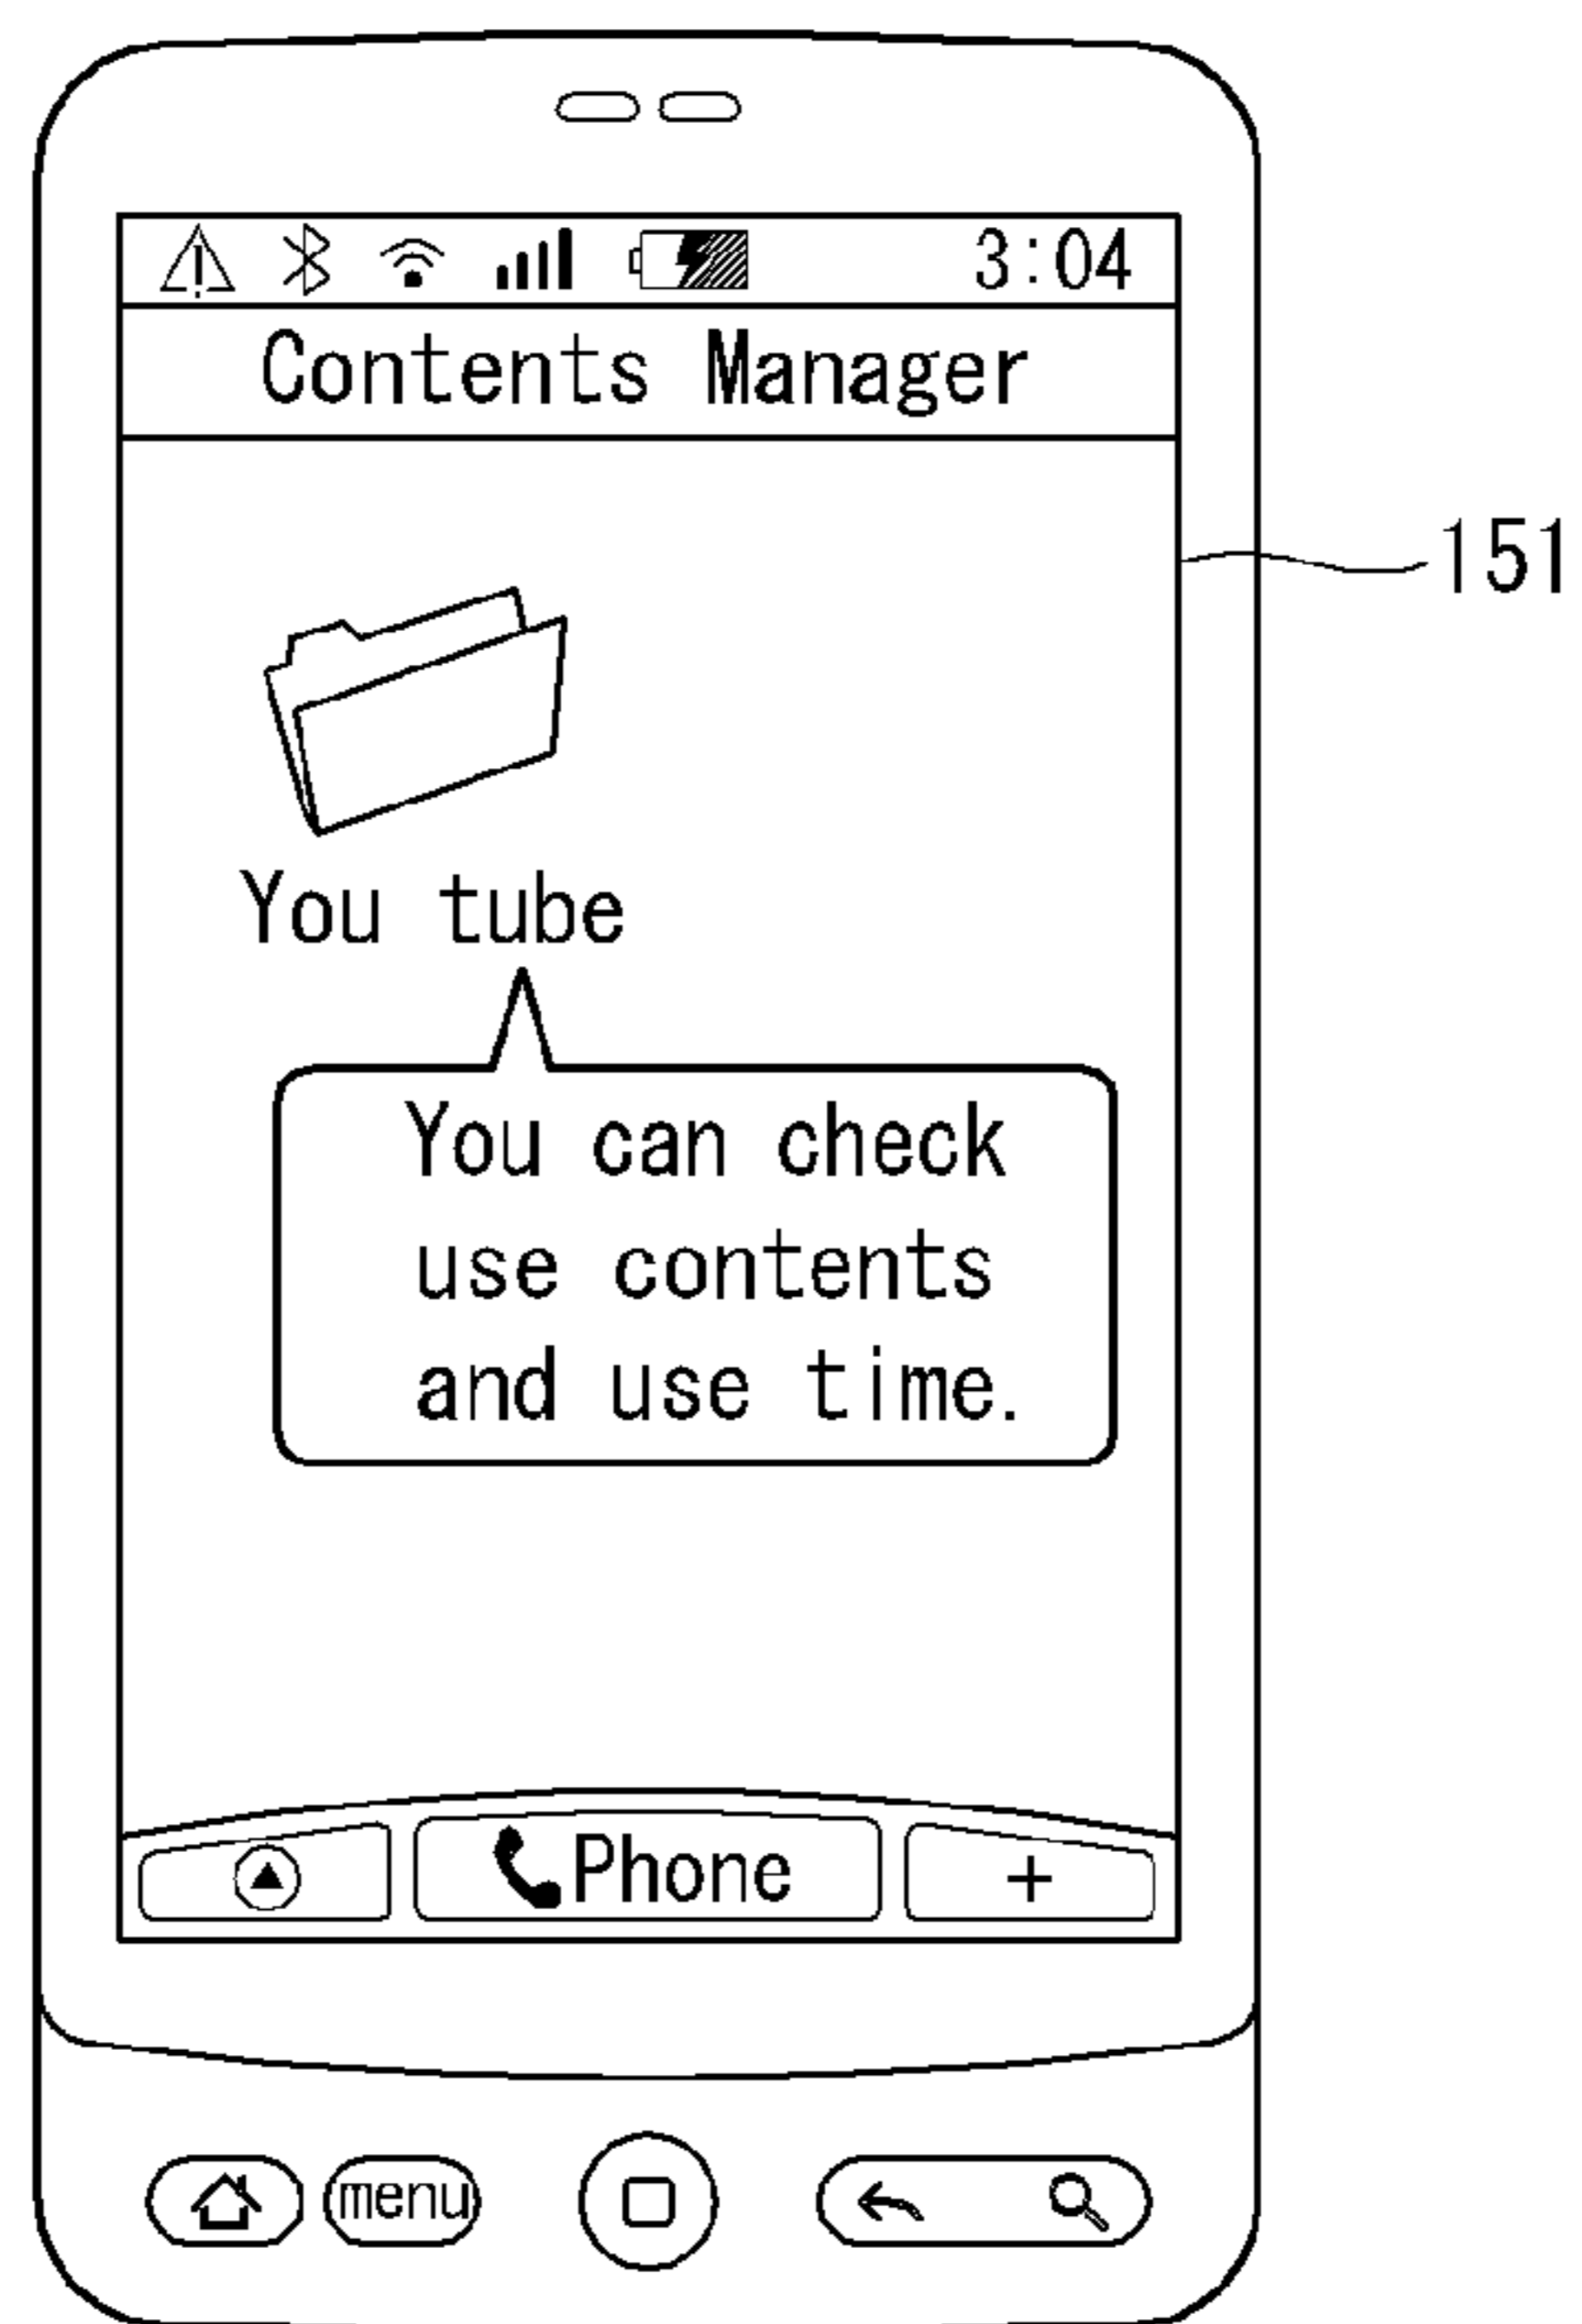 3:04
Contents Manager
151
You tube
You can check
use contents
and use time.
Phone
+
menu